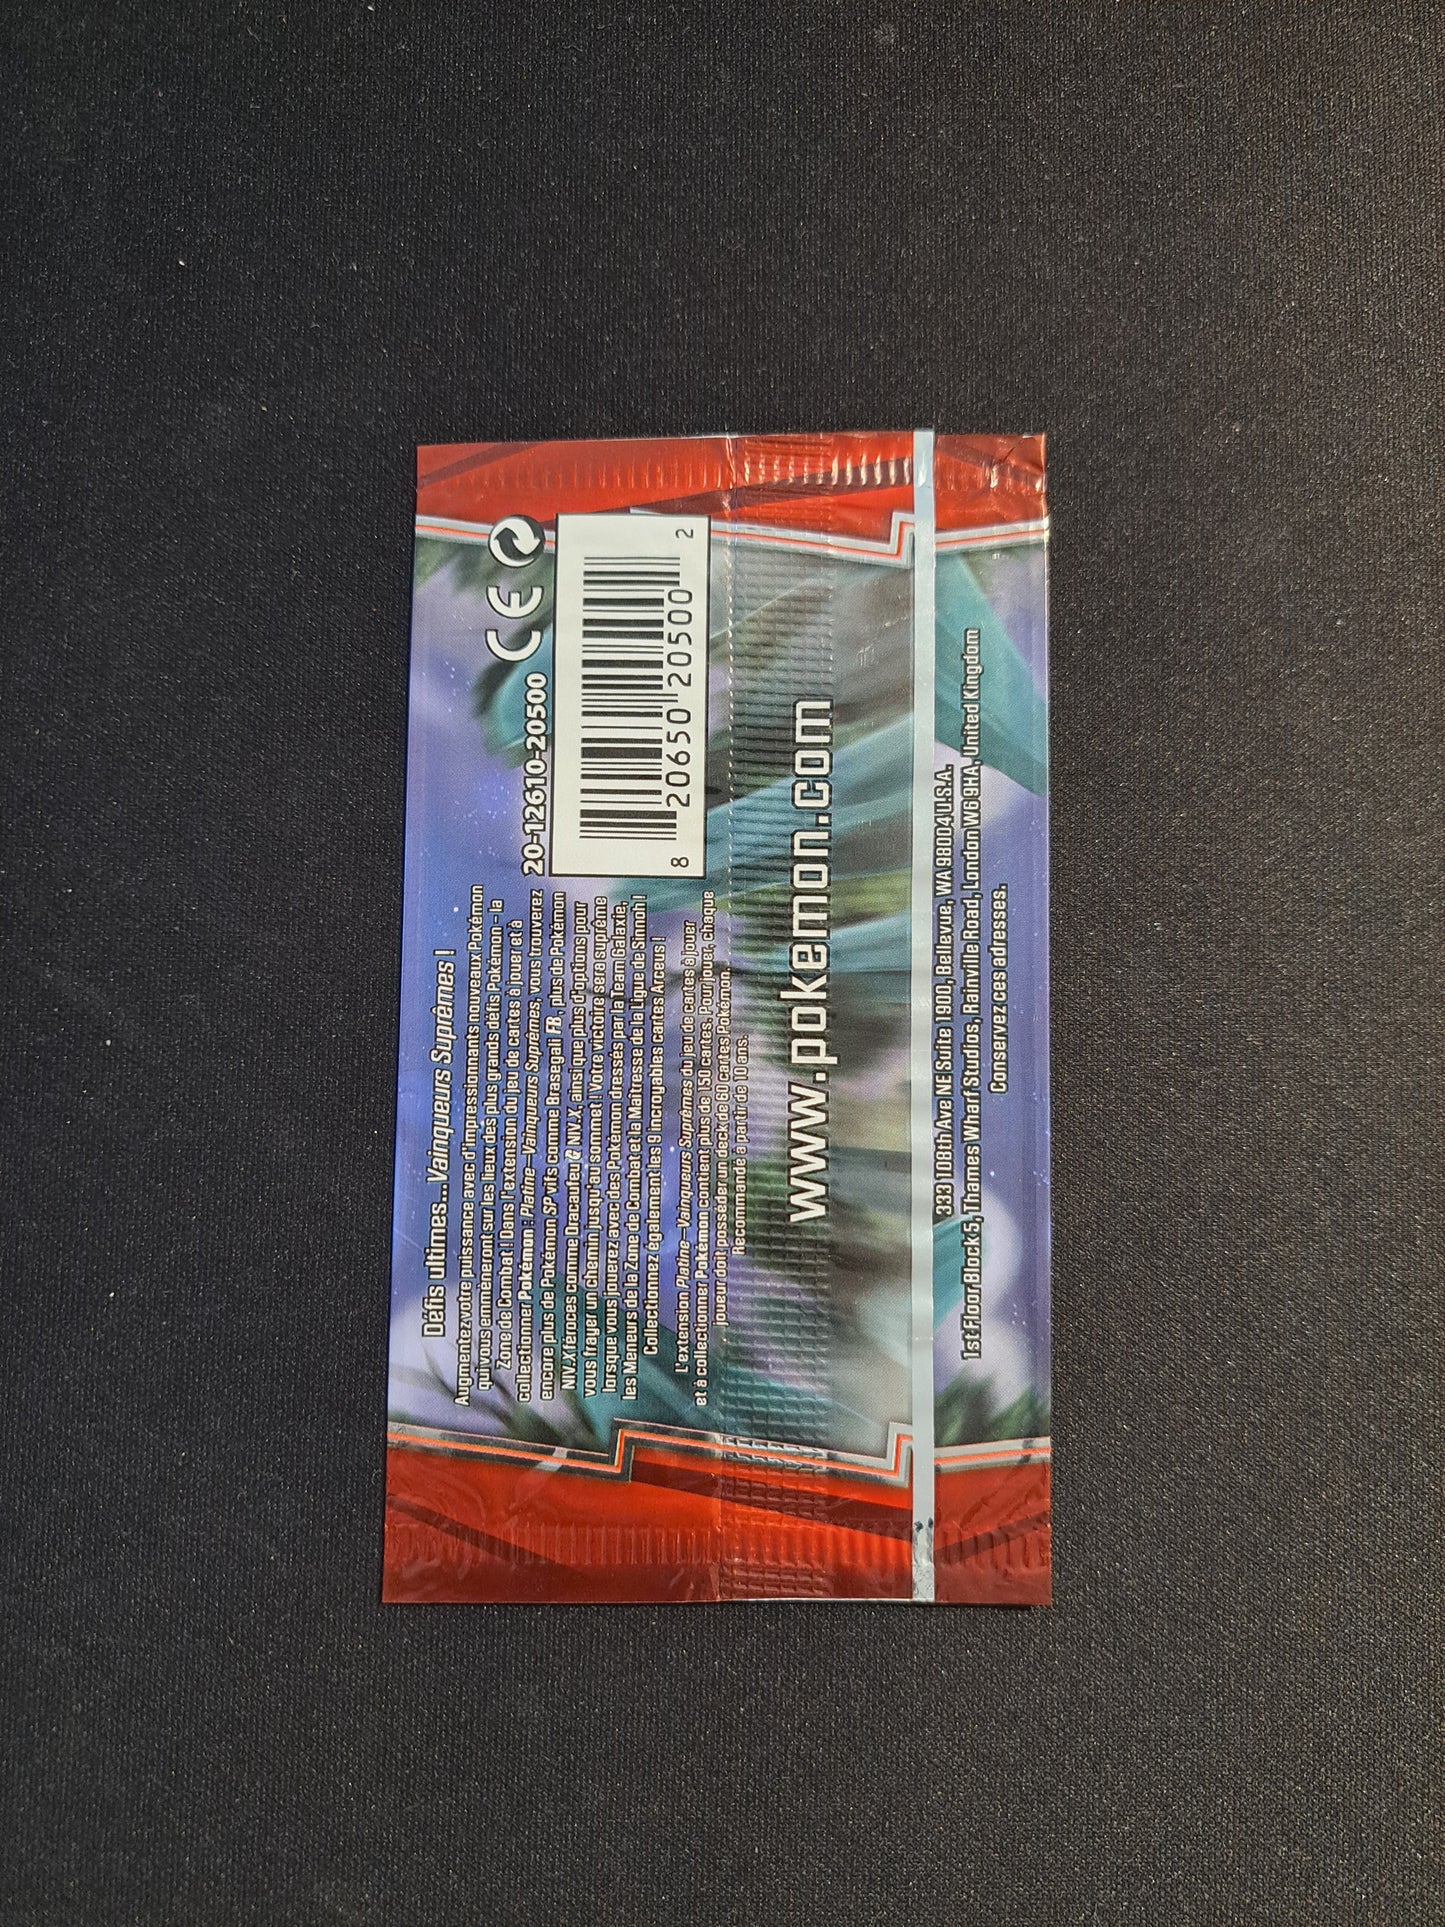 Défis ultimes...Vainqueurs Suprêmes !
Augmentez votre puissance avec d'impressionnants nouveaux Pokémon
qui vous emmèneront sur les lieux des plus grands défis Pokémon - la
Zone de Combat ! Dans l'extension du jeu de cartes à jouer et à
collectionner Pokémon : Platine – Vainqueurs Suprêmes, vous trouverez
encore plus de Pokémon SP vifs comme Brasegali FB, plus de Pokémon
NIV.X féroces comme Dracaufeu G NIV.X, ainsi que plus d'options pour
vous frayer un chemin jusqu'au sommet ! Votre victoire sera suprême
lorsque vous jouerez avec des Pokémon dressés par la Team Galaxie,
les Meneurs de la Zone de Combat et la Maîtresse de la Ligue de Sinnoh !
Collectionnez également les 9 incroyables cartes Arceus !
L'extension Platine – Vainqueurs Suprêmes du jeu de cartes à jouer
et à collectionner Pokémon contient plus de 150 cartes. Pour jouer, chaque
joueur doit posséder un deck de 60 cartes Pokémon.
Recommandé à partir de 10 ans.
20-12610-20500
CE
8 20650 20500 2
www.pokemon.com
333 108th Ave NE Suite 1900, Bellevue, WA 98004 U.S.A.
1st Floor Block 5, Thames Wharf Studios, Rainville Road, London W6 9HA, United Kingdom
Conservez ces adresses.